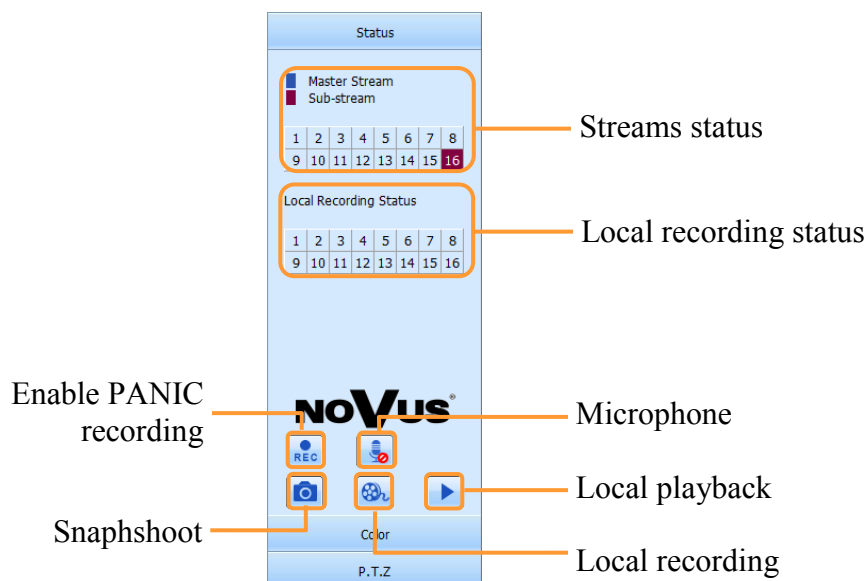 Status
Master Stream
Sub-stream
1 2 3 4 5 6 7 8
9 10 11 12 13 14 15 16
Streams status
Local Recording Status
1 2 3 4 5 6 7 8
9 10 11 12 13 14 15 16
Local recording status
NOVUS®
Enable PANIC
recording
REC
Microphone
Local playback
Snaphshoot
Color
Local recording
P.T.Z